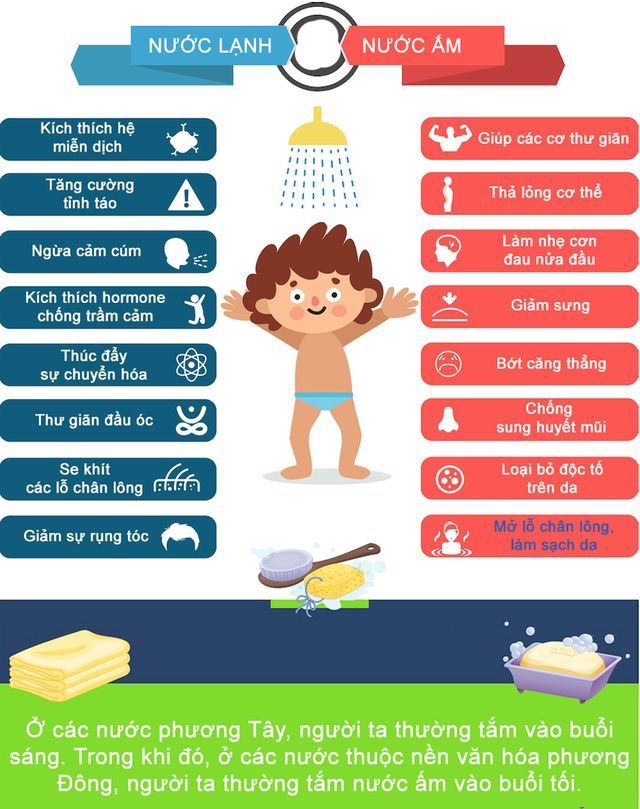 NƯỚC LẠNH
NƯỚC ẤM
Kích thích hệ
miễn dịch
Tăng cường
tỉnh táo
Ngừa cảm cúm
Kích thích hormone
chống trầm cảm
Thúc đẩy
sự chuyển hóa
Thư giãn đầu óc
Se khít
các lỗ chân lông
Giảm sự rụng tóc
Giúp các cơ thư giãn
Thả lỏng cơ thể
Làm nhẹ cơn
đau nửa đầu
Giảm sưng
Bớt căng thẳng
Chống
sung huyết mũi
Loại bỏ độc tố
trên da
Mở lỗ chân lông,
làm sạch da
SOAP
Ở các nước phương Tây, người ta thường tắm vào buổi
sáng. Trong khi đó, ở các nước thuộc nền văn hóa phương
Đông, người ta thường tắm nước ấm vào buổi tối.